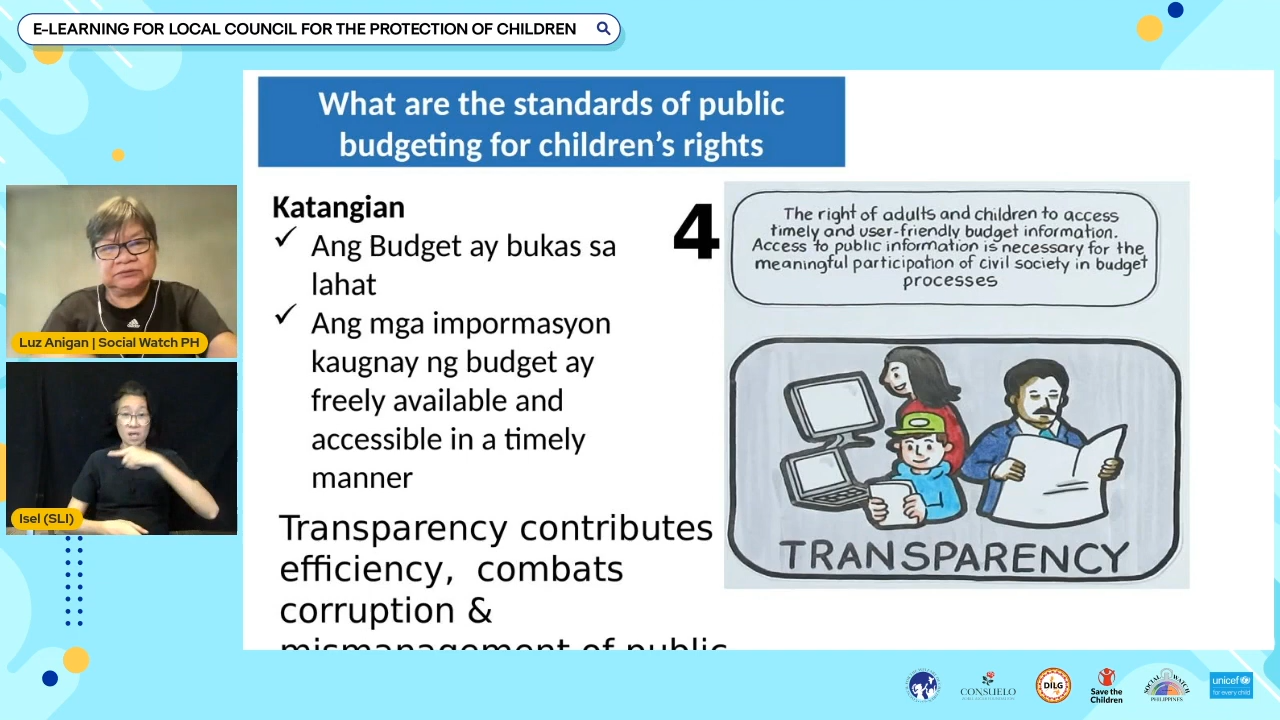 E-LEARNING FOR LOCAL COUNCIL FOR THE PROTECTION OF CHILDREN
What are the standards of public
budgeting for children's rights
Katangian
Ang Budget ay bukas sa
lahat
Ang mga impormasyon
kaugnay ng budget ay
freely available and
accessible in a timely
manner
Transparency contributes
efficiency, combats
corruption &
mismanagement of public
4
The right of adults and children to access
timely and user-friendly budget information.
Access to public information is necessary for the
meaningful participation of civil society in budget
processes
TRANSPARENCY
Luz Anigan | Social Watch PH
Isel (SLI)
CONSUELO
DILG
Save the
Children
SOCIAL WATCH
PHILIPPINES
unicef
for every child